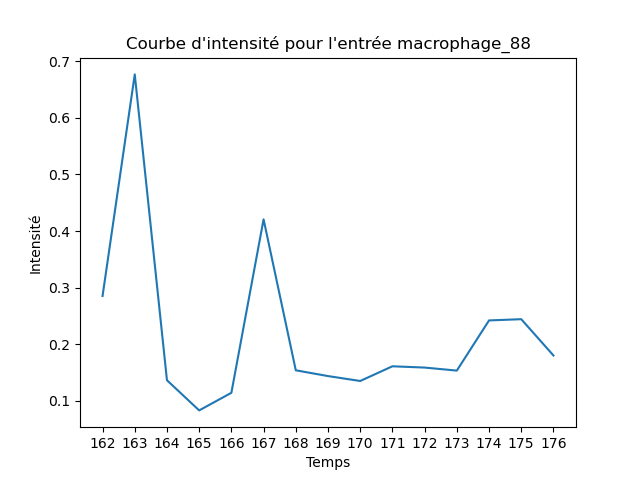 Courbe d'intensité pour l'entrée macrophage_88
0.7
0.6
0.5
0.4
0.3
0.2
0.1
Intensité
162 163 164 165 166 167 168 169 170 171 172 173 174 175 176
Temps